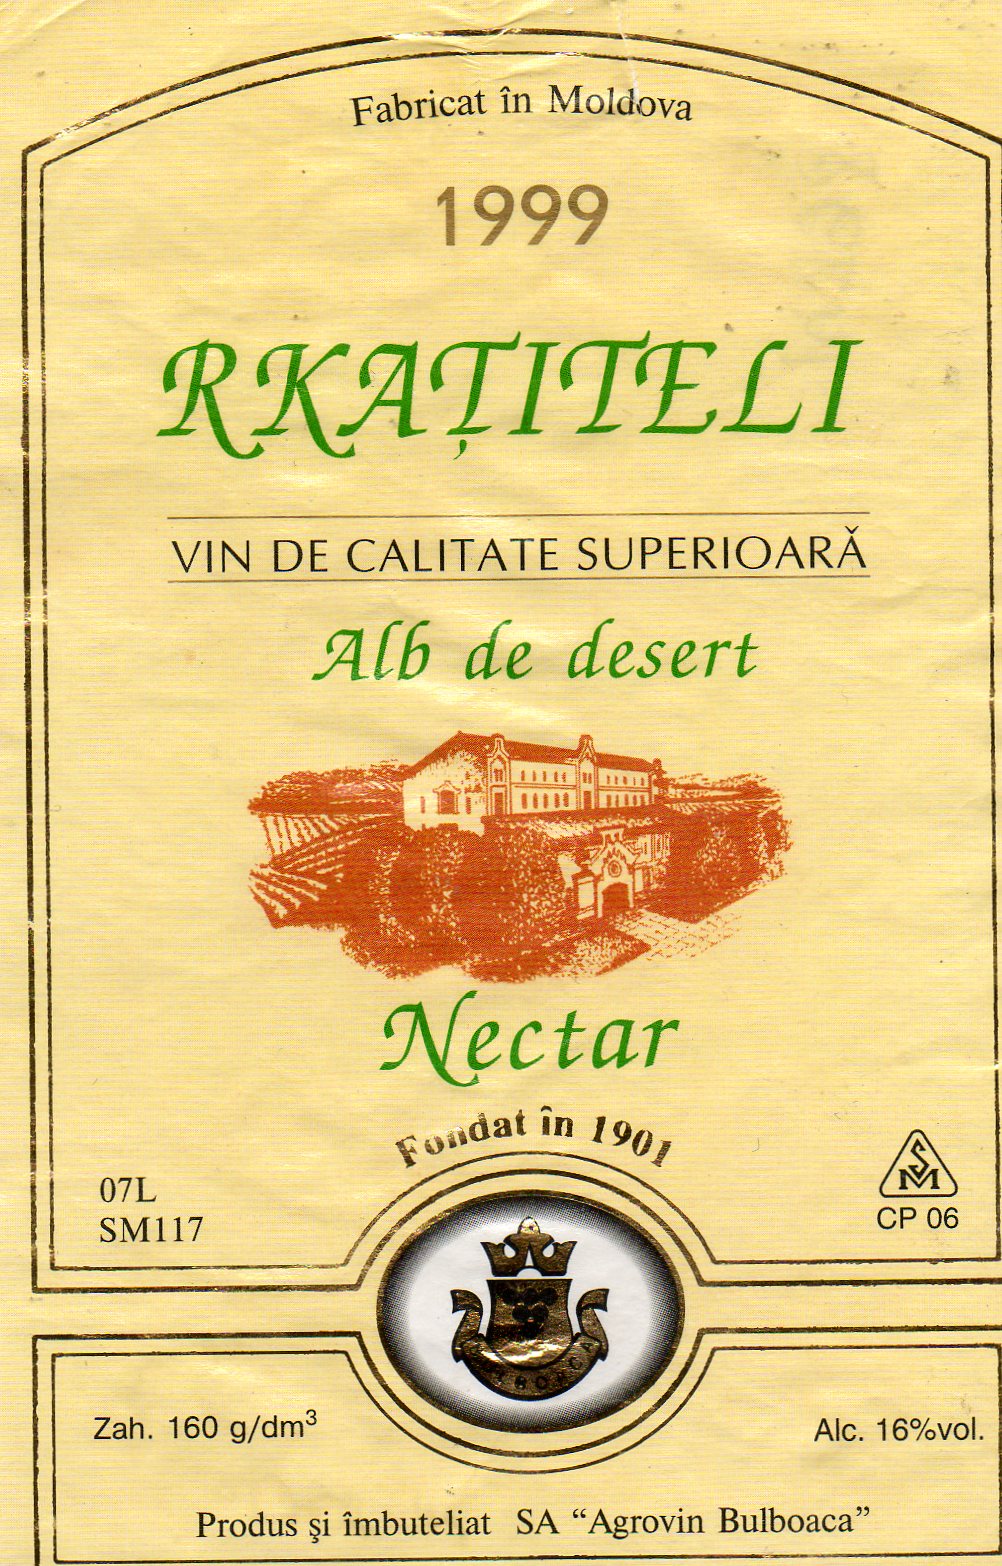 Fabricat în Moldova
1999
RKAȚITELI
VIN DE CALITATE SUPERIOARĂ
Alb de desert
Nectar
Fondat în 1901
07L
SM117
SM
CP 06
Zah. 160 g/dm³
Alc. 16%vol.
Produs şi îmbuteliat SA “Agrovin Bulboaca”